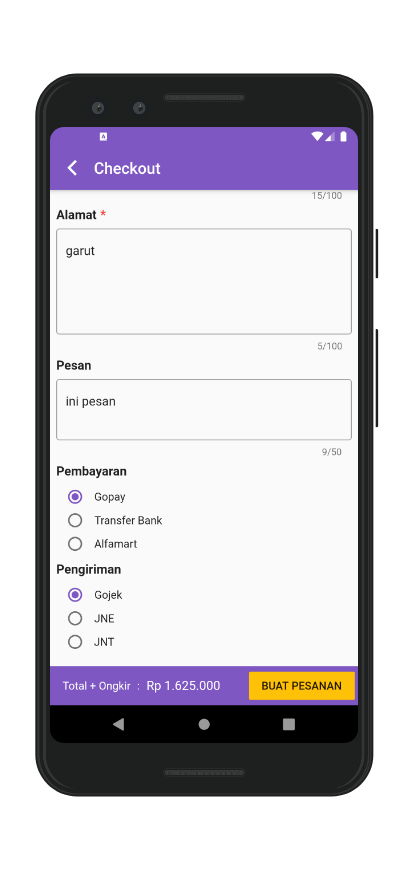 A
Checkout
15/100
Alamat *
garut
5/100
Pesan
ini pesan
9/50
Pembayaran
Gopay
Transfer Bank
Alfamart
Pengiriman
Gojek
JNE
JNT
Total + Ongkir : Rp 1.625.000 BUAT PESANAN